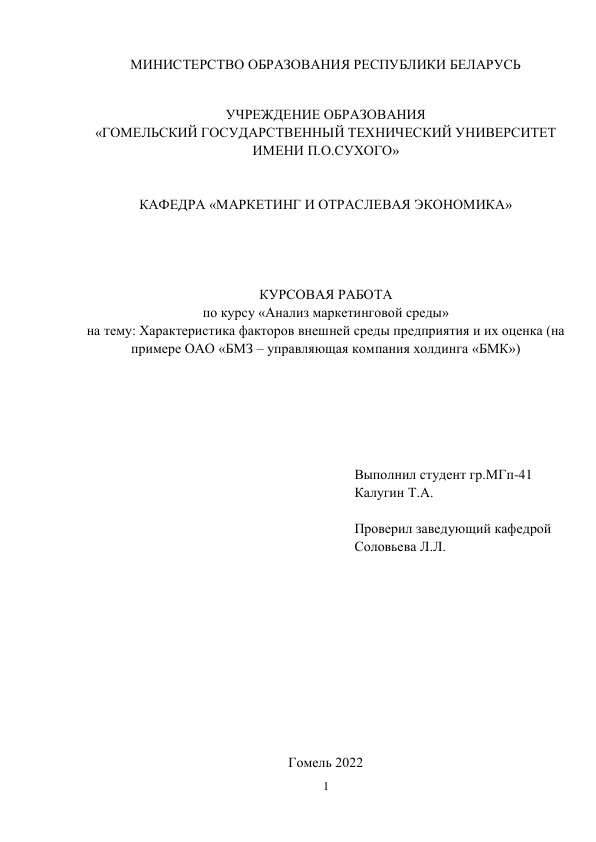 МИНИСТЕРСТВО ОБРАЗОВАНИЯ РЕСПУБЛИКИ БЕЛАРУСЬ
УЧРЕЖДЕНИЕ ОБРАЗОВАНИЯ
«ГОМЕЛЬСКИЙ ГОСУДАРСТВЕННЫЙ ТЕХНИЧЕСКИЙ УНИВЕРСИТЕТ
ИМЕНИ П.О.СУХОГО»
КАФЕДРА «МАРКЕТИНГ И ОТРАСЛЕВАЯ ЭКОНОМИКА»
КУРСОВАЯ РАБОТА
по курсу «Анализ маркетинговой среды»
на тему: Характеристика факторов внешней среды предприятия и их оценка (на
примере ОАО «БМЗ – управляющая компания холдинга «БМК»)
Выполнил студент гр.МГп-41
Калугин Т.А.
Проверил заведующий кафедрой
Соловьева Л.Л.
Гомель 2022
1